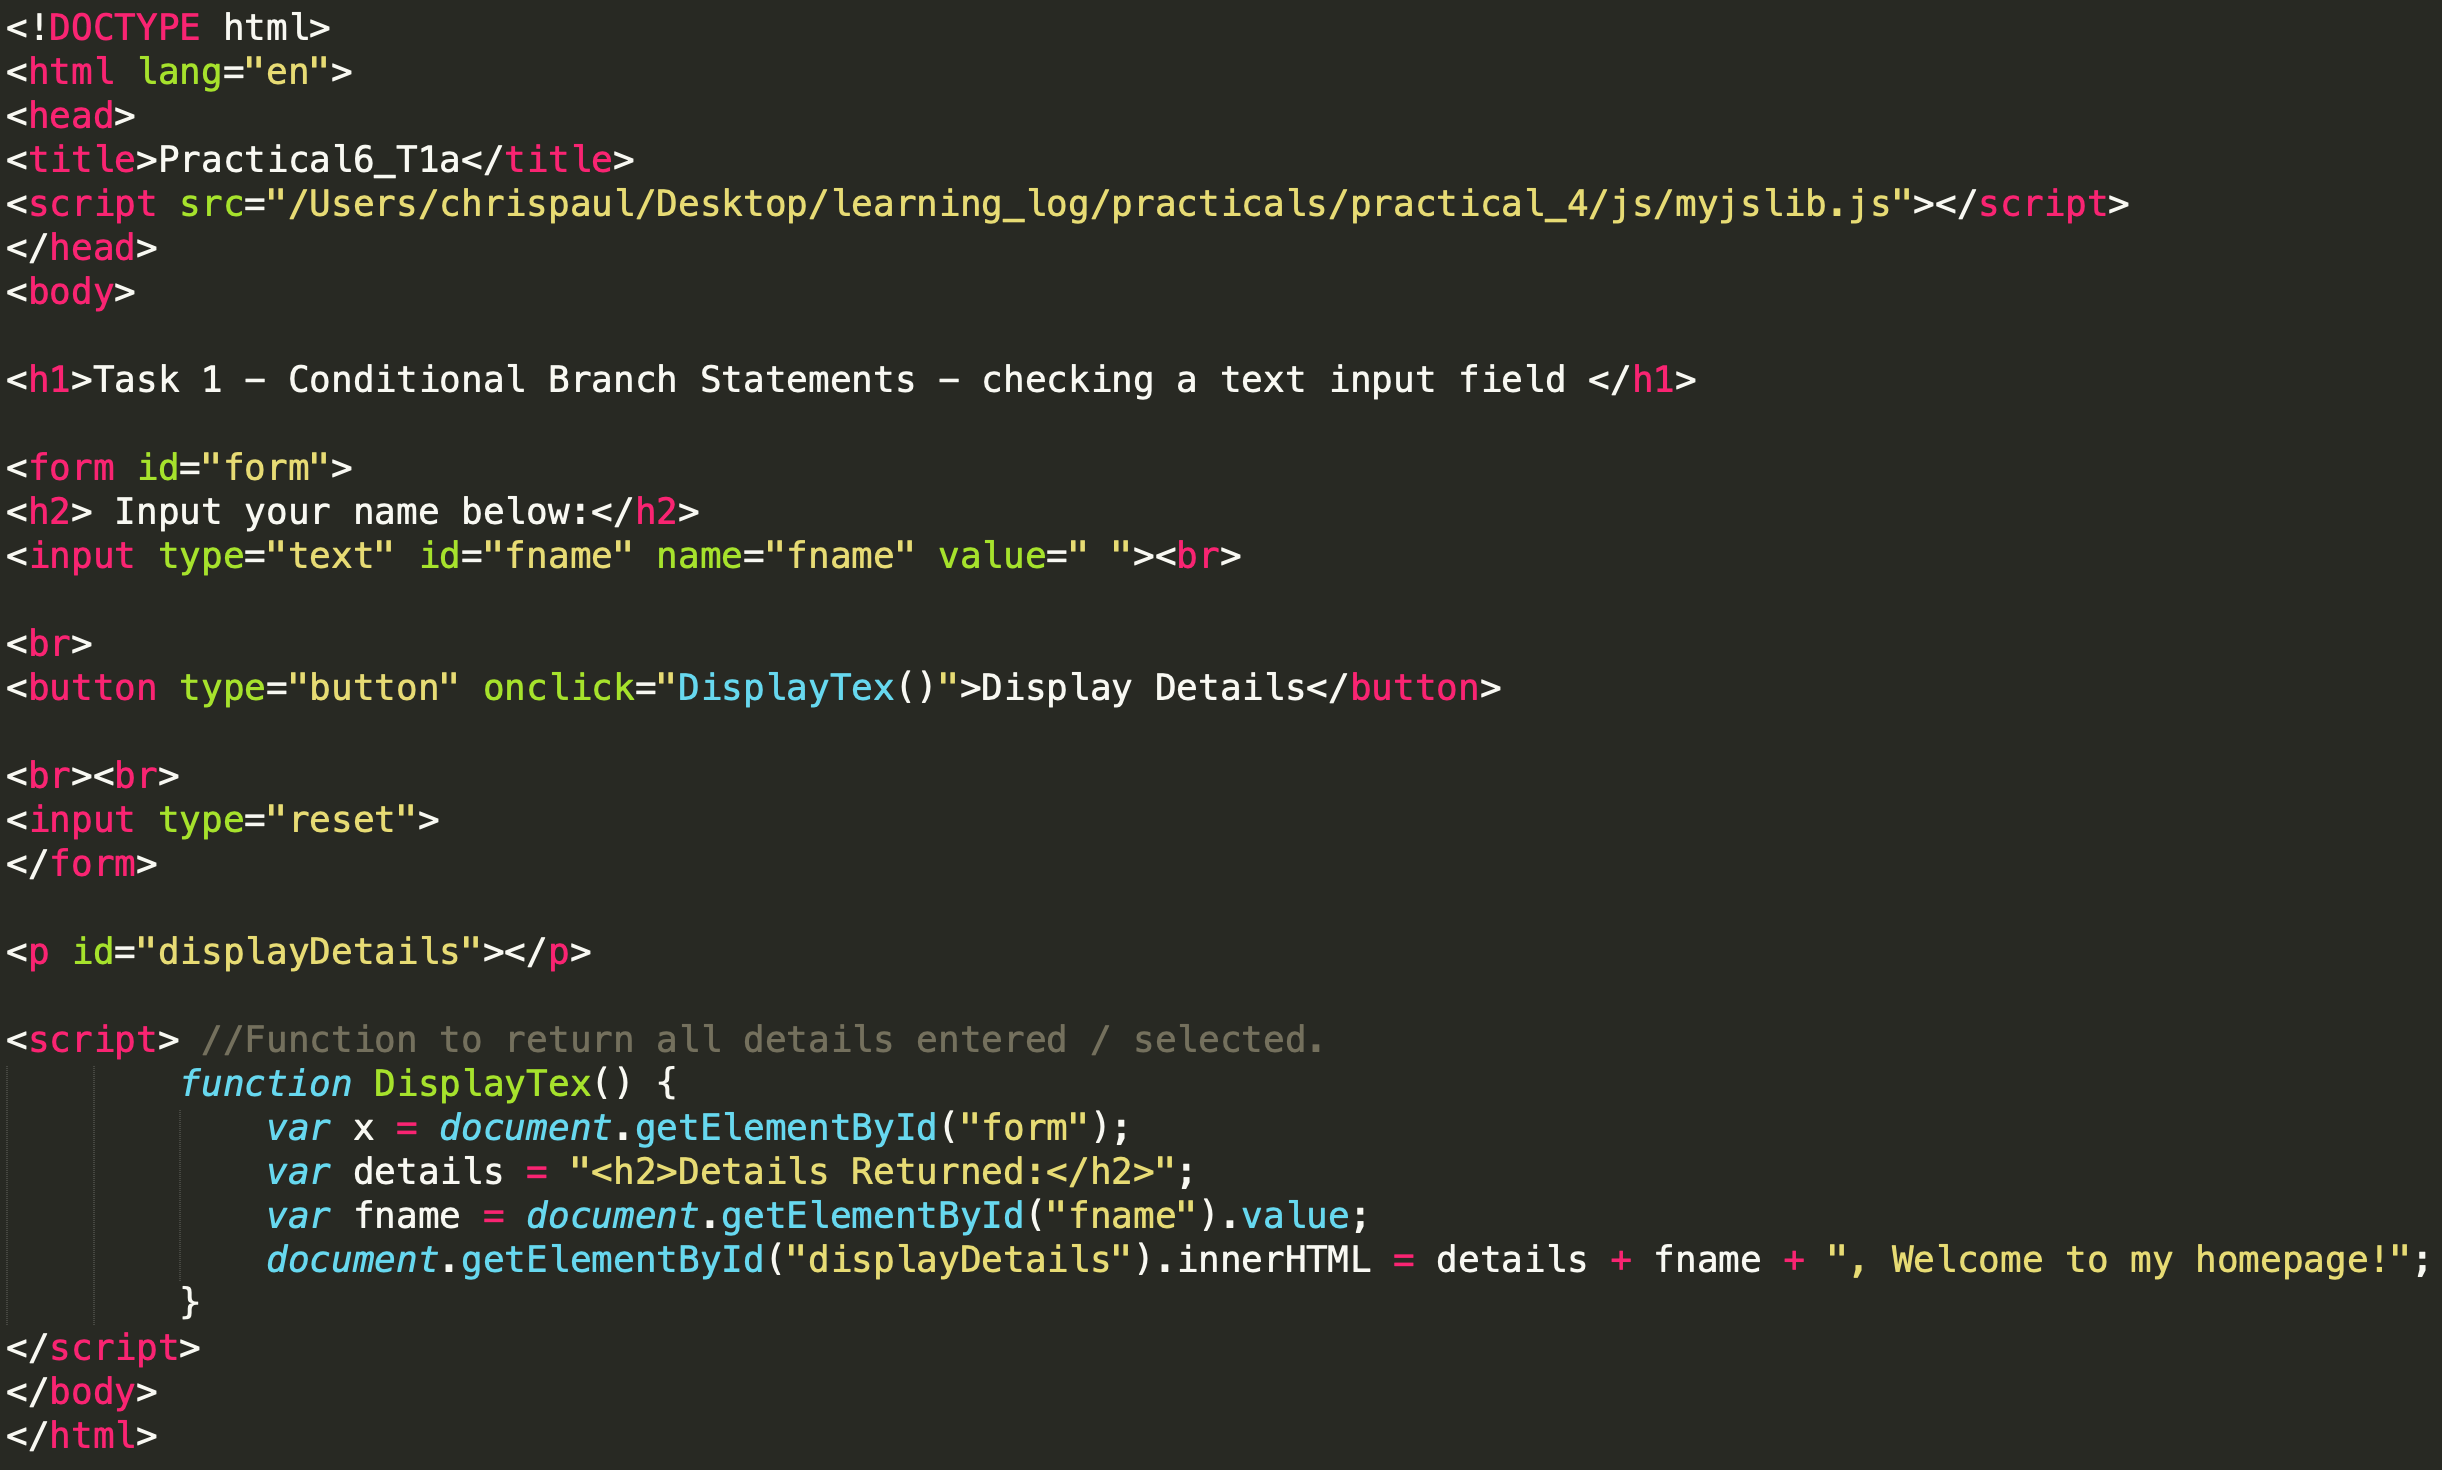 <!DOCTYPE html>
<html lang="en">
<head>
<title>Practical6_T1a</title>
<script src="/Users/chrispaul/Desktop/learning_log/practicals/practical_4/js/myjslib.js"></script>
</head>
<body>
<h1>Task 1 – Conditional Branch Statements – checking a text input field </h1>
<form id="form">
<h2> Input your name below:</h2>
<input type="text" id="fname" name="fname" value=" "><br>
<br>
<button type="button" onclick="DisplayTex()">Display Details</button>
<br><br>
<input type="reset">
</form>
<p id="displayDetails"></p>
<script> //Function to return all details entered / selected.
function DisplayTex() {
var x = document.getElementById("form");
var details = "<h2>Details Returned:</h2>";
var fname = document.getElementById("fname").value;
document.getElementById("displayDetails").innerHTML = details + fname + ", Welcome to my homepage!";
}
</script>
</body>
</html>